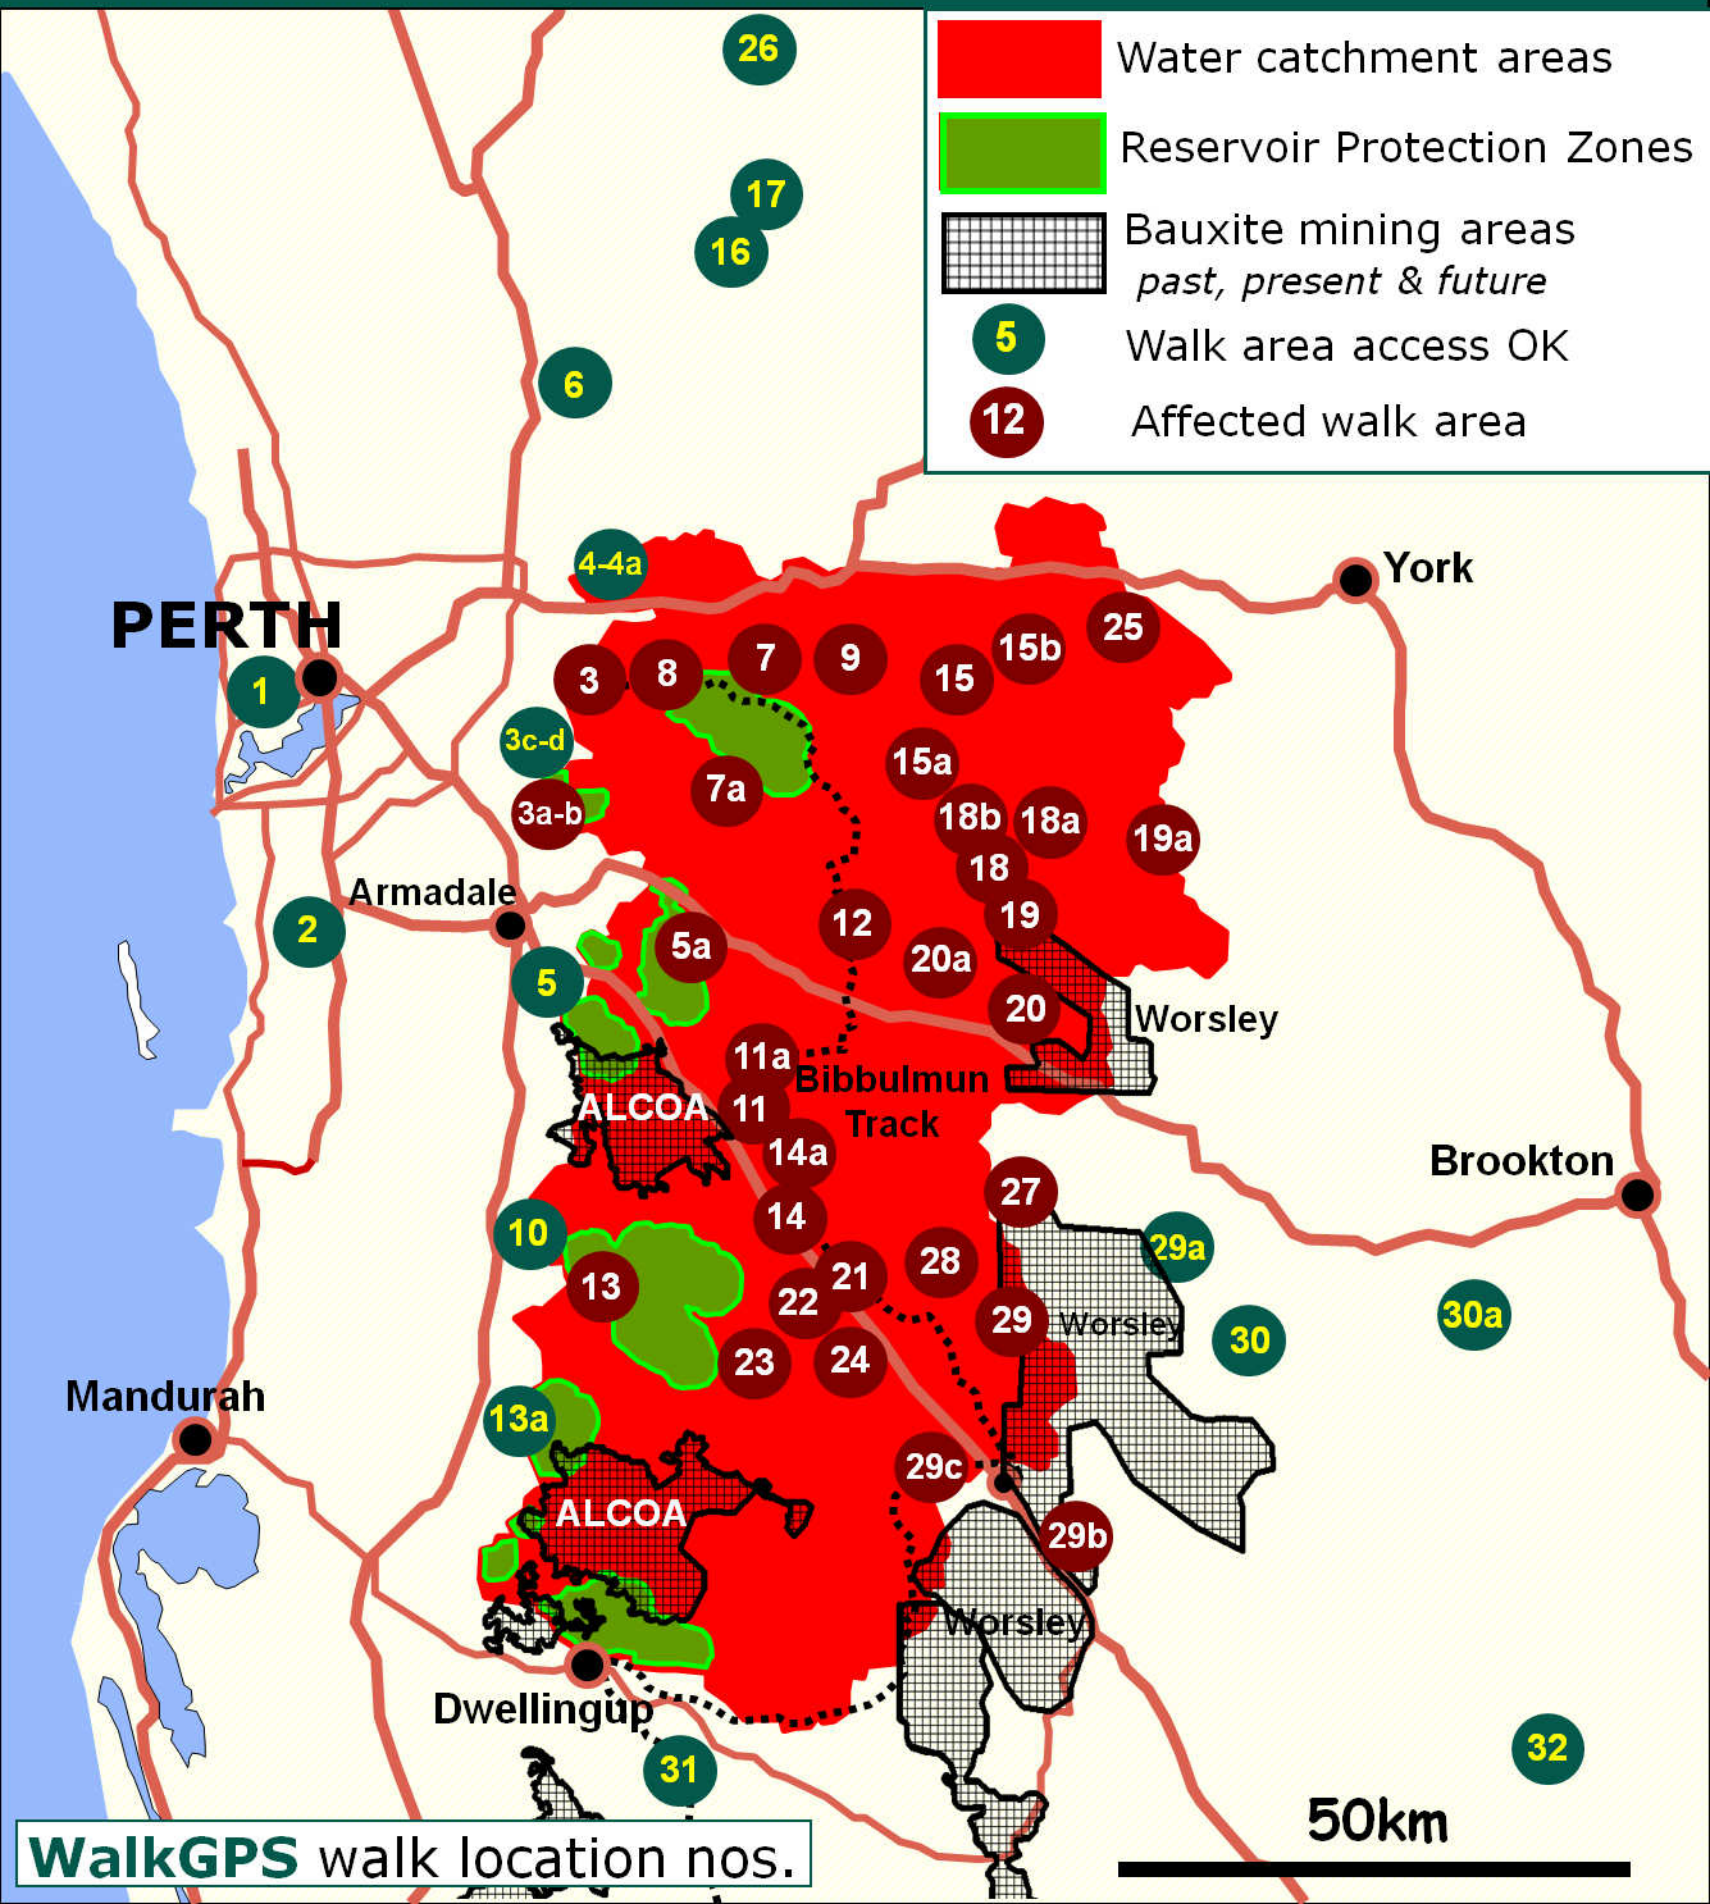 26
Water catchment areas
Reservoir Protection Zones
17
16
Bauxite mining areas
past, present & future
5
Walk area access OK
6
12
Affected walk area
4-4a
York
PERTH
1
3
8
7
9
15
15b
25
3c-d
7a
15a
3a-b
18b
18a
19a
18
Armadale
2
12
19
5a
20a
5
20
Worsley
11a
Bibbulmun
Track
ALCOA
11
14a
Brookton
27
10
14
13
28
29a
21
22
29
Worsley
30
30a
23
24
Mandurah
13a
29c
ALCOA
29b
Worsley
Dwellingup
31
32
50km
WalkGPS walk location nos.